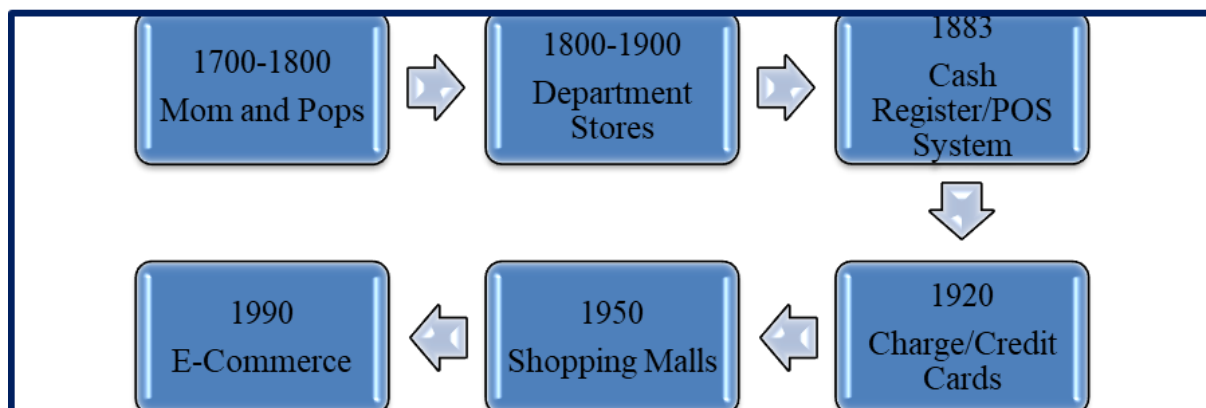 1700-1800
Mom and Pops
1800-1900
Department
Stores
1883
Cash
Register/POS
System
1920
Charge/Credit
Cards
1950
Shopping Malls
1990
E-Commerce